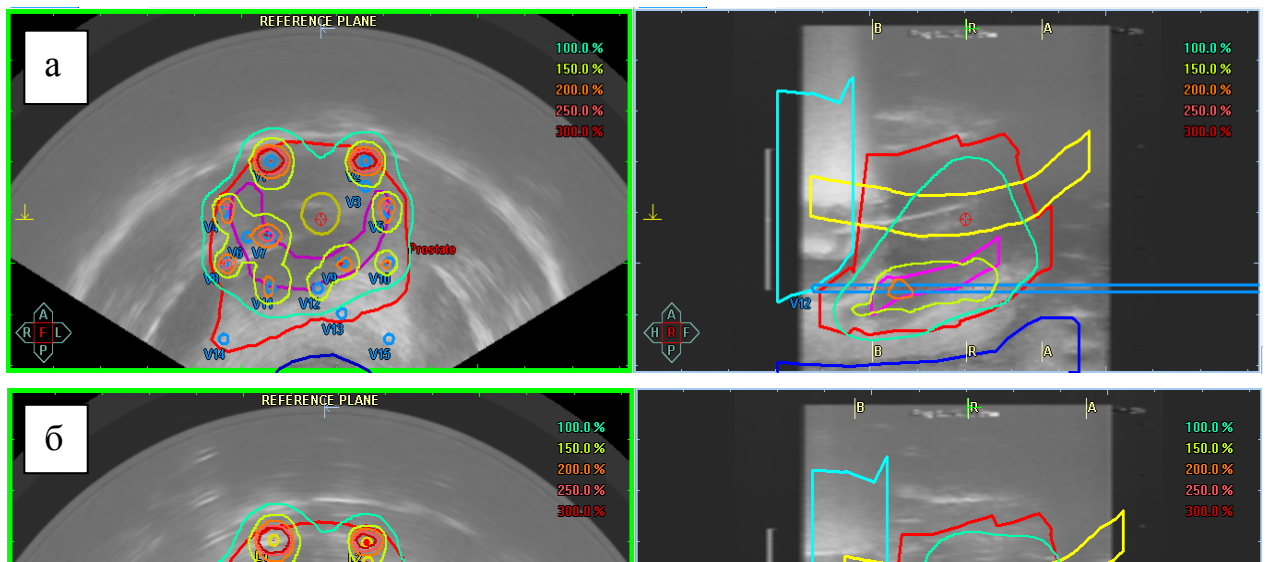 REFERENCE PLANE
а
100.0 %
150.0 %
200.0 %
250.0 %
300.0 %
V2
V3
V4
V5
V6
V7
V8
V9
V10
V11
V12
V13
V14
V15
Prostate
A
R F L
P
B
R
A
100.0 %
150.0 %
200.0 %
250.0 %
300.0 %
V12
A
H R F
P
B
R
A
REFERENCE PLANE
б
100.0 %
150.0 %
200.0 %
250.0 %
300.0 %
B
R
A
100.0 %
150.0 %
200.0 %
250.0 %
300.0 %